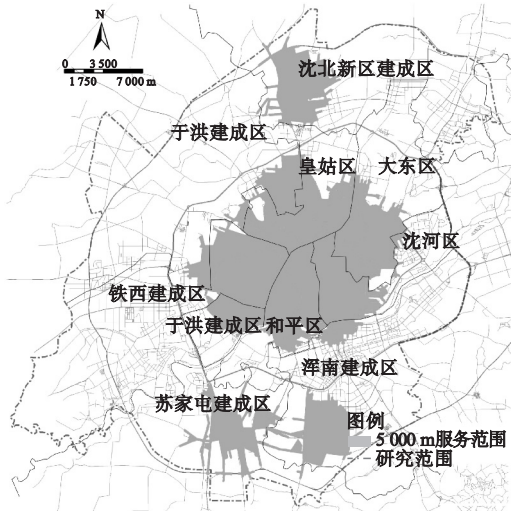 N
0 3 500
1 750 7 000 m
沈北新区建成区
于洪建成区
皇姑区 大东区
沈河区
铁西建成区
于洪建成区 和平区
浑南建成区
苏家屯建成区
图例
5 000 m服务范围
研究范围